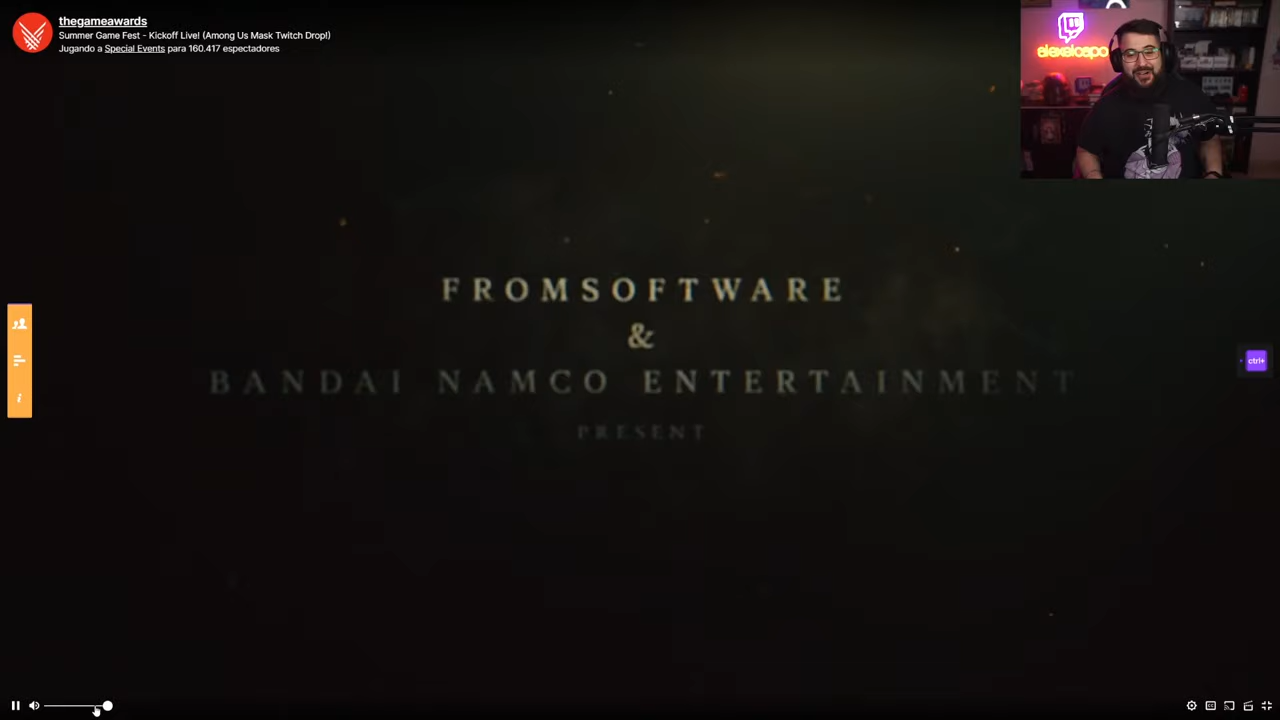 thegameawards
Summer Game Fest - Kickoff Live! (Among Us Mask Twitch Drop!)
Jugando a Special Events para 160.417 espectadores
alexelcapo
FROMSOFTWARE
&
BANDAI NAMCO ENTERTAINMENT
PRESENT
ctrl+